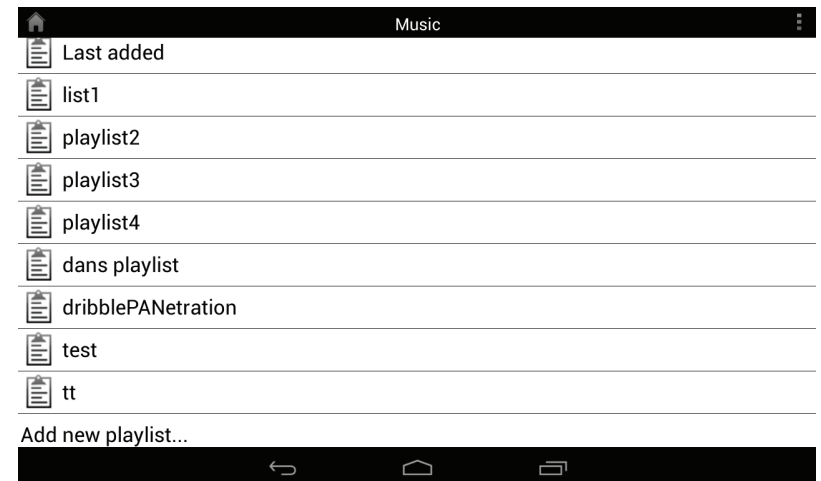 Music
Last added
list1
playlist2
playlist3
playlist4
dans playlist
dribblePANetration
test
tt
Add new playlist...